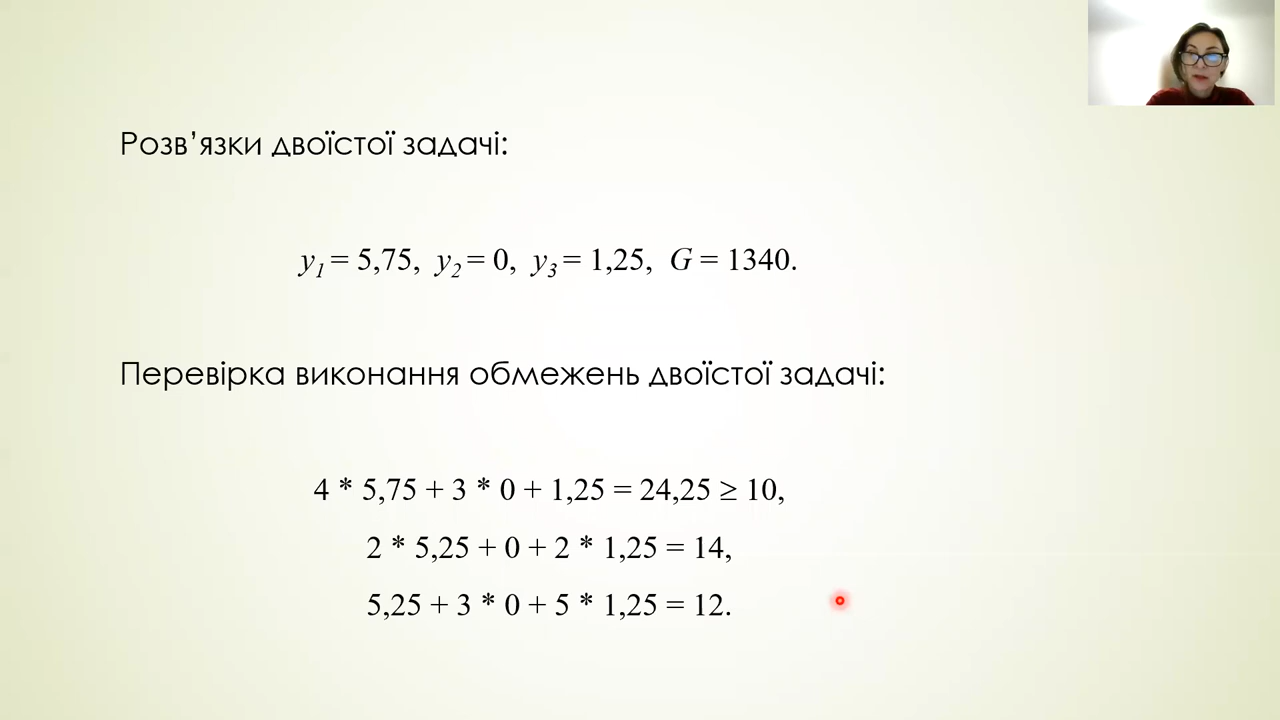 Розв’язки двоїстої задачі:
y₁ = 5,75, y₂ = 0, y₃ = 1,25, G = 1340.
Перевірка виконання обмежень двоїстої задачі:
4 * 5,75 + 3 * 0 + 1,25 = 24,25 ≥ 10,
2 * 5,25 + 0 + 2 * 1,25 = 14,
5,25 + 3 * 0 + 5 * 1,25 = 12.